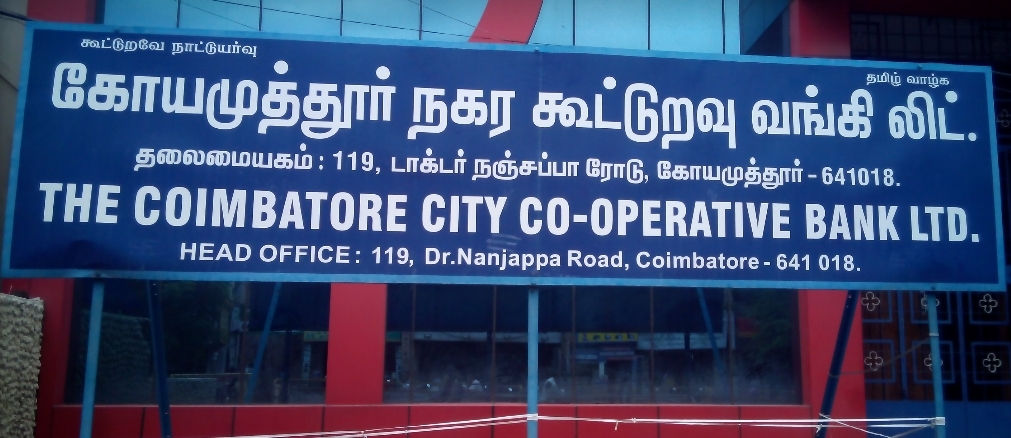 கூட்டுறவே நாட்டுயர்வு
தமிழ் வாழ்க
கோயமுத்தூர் நகர கூட்டுறவு வங்கி லிட்.
தலைமையகம் : 119, டாக்டர் நஞ்சப்பா ரோடு, கோயமுத்தூர் - 641018.
THE COIMBATORE CITY CO-OPERATIVE BANK LTD.
HEAD OFFICE : 119, Dr.Nanjappa Road, Coimbatore - 641 018.